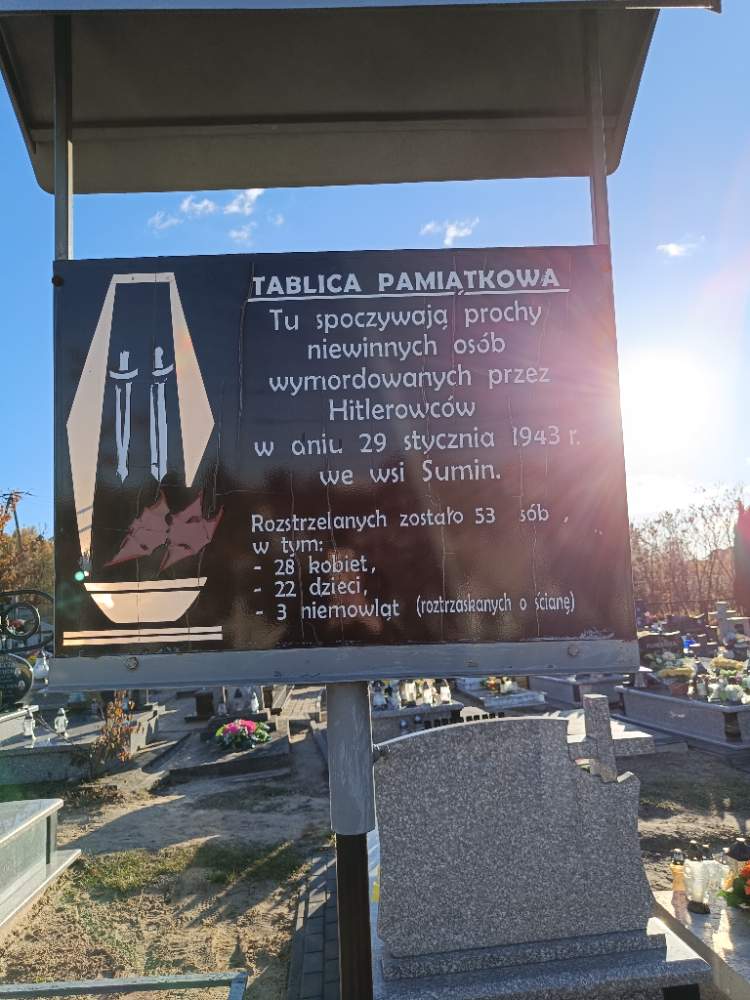 TABLICA PAMIĄTKOWA
Tu spoczywają prochy
niewinnych osób
wymordowanych przez
Hitlerowców
w dniu 29 stycznia 1943 r.
we wsi Sumin.
Rozstrzelanych zostało 53 sób,
w tym:
- 28 kobiet,
- 22 dzieci,
- 3 niemowląt (roztrzaskanych o ścianę)